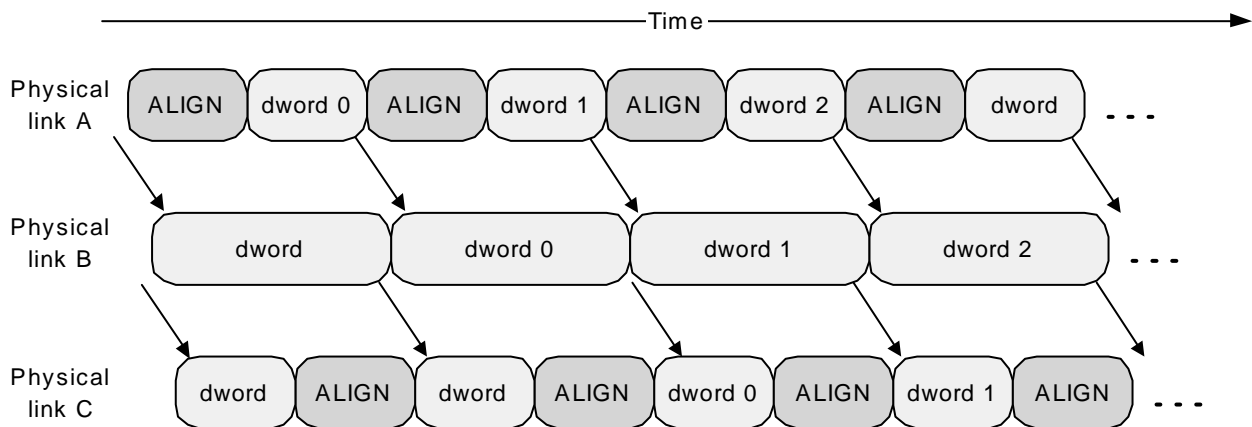 Time
Physical
link A
ALIGN dword 0 ALIGN dword 1 ALIGN dword 2 ALIGN dword - - -
Physical
link B
dword dword 0 dword 1 dword 2 - - -
Physical
link C
dword ALIGN dword ALIGN dword 0 ALIGN dword 1 ALIGN - - -